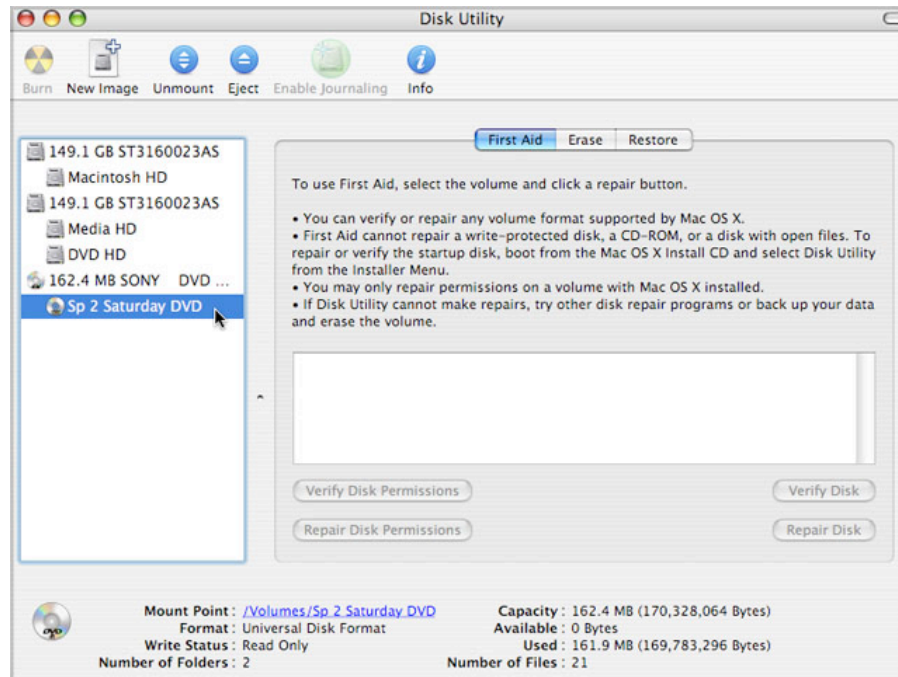 Disk Utility
Burn New Image Unmount Eject Enable Journaling Info
149.1 GB ST3160023AS
Macintosh HD
149.1 GB ST3160023AS
Media HD
DVD HD
162.4 MB SONY DVD ...
Sp 2 Saturday DVD
First Aid Erase Restore
To use First Aid, select the volume and click a repair button.
• You can verify or repair any volume format supported by Mac OS X.
• First Aid cannot repair a write-protected disk, a CD-ROM, or a disk with open files. To
repair or verify the startup disk, boot from the Mac OS X Install CD and select Disk Utility
from the Installer Menu.
• You may only repair permissions on a volume with Mac OS X installed.
• If Disk Utility cannot make repairs, try other disk repair programs or back up your data
and erase the volume.
Verify Disk Permissions Verify Disk
Repair Disk Permissions Repair Disk
Mount Point : /Volumes/Sp 2 Saturday DVD Capacity : 162.4 MB (170,328,064 Bytes)
Format : Universal Disk Format Available : 0 Bytes
Write Status : Read Only Used : 161.9 MB (169,783,296 Bytes)
Number of Folders : 2 Number of Files : 21